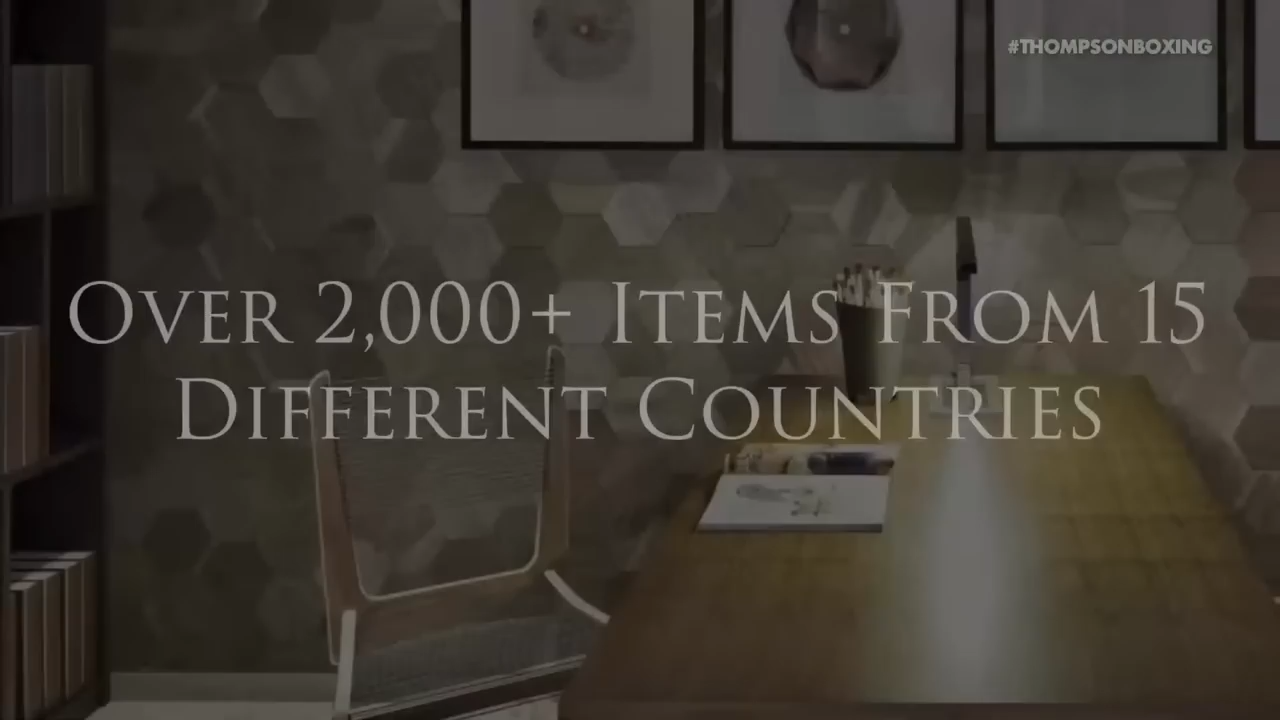 #THOMPSONBOXING
OVER 2,000+ ITEMS FROM 15
DIFFERENT COUNTRIES